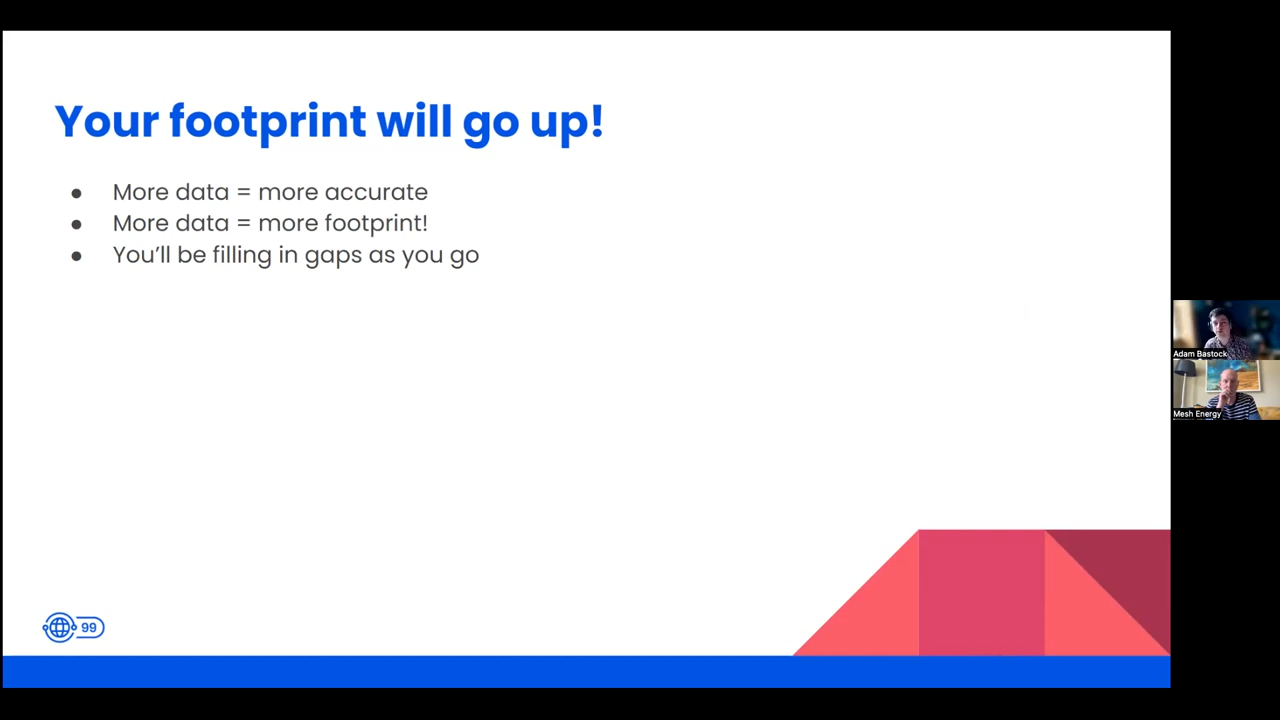 Your footprint will go up!
● More data = more accurate
● More data = more footprint!
● You'll be filling in gaps as you go
Adam Bastock
Mesh Energy
99